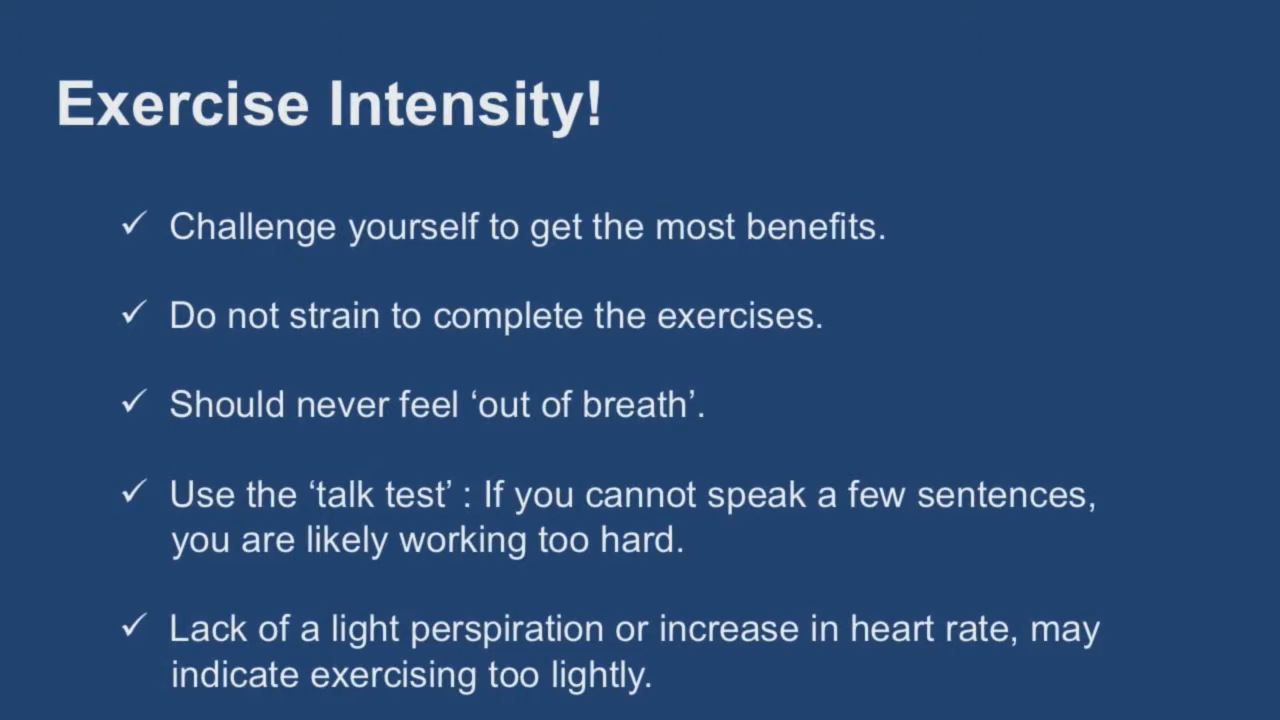 Exercise Intensity!
✓ Challenge yourself to get the most benefits.
✓ Do not strain to complete the exercises.
✓ Should never feel ‘out of breath’.
✓ Use the ‘talk test’ : If you cannot speak a few sentences,
you are likely working too hard.
✓ Lack of a light perspiration or increase in heart rate, may
indicate exercising too lightly.